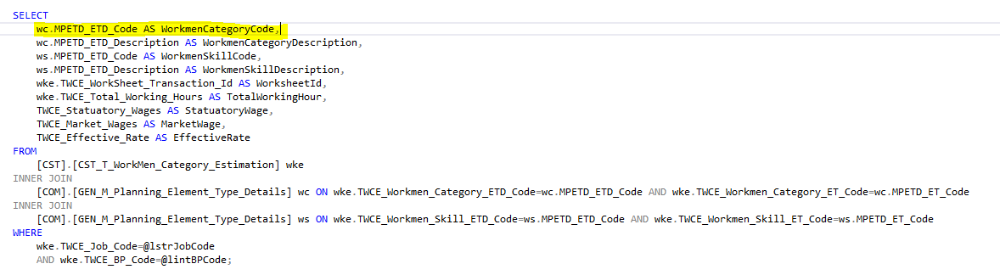 SELECT
wc.MPETD_ETD_Code AS WorkmenCategoryCode,
wc.MPETD_ETD_Description AS WorkmenCategoryDescription,
ws.MPETD_ETD_Code AS WorkmenSkillCode,
ws.MPETD_ETD_Description AS WorkmenSkillDescription,
wke.TWCE_WorkSheet_Transaction_Id AS WorksheetId,
wke.TWCE_Total_Working_Hours AS TotalWorkingHour,
TWCE_Statuatory_Wages AS StatuatoryWage,
TWCE_Market_Wages AS MarketWage,
TWCE_Effective_Rate AS EffectiveRate
FROM
[CST].[CST_T_WorkMen_Category_Estimation] wke
INNER JOIN
[COM].[GEN_M_Planning_Element_Type_Details] wc ON wke.TWCE_Workmen_Category_ETD_Code=wc.MPETD_ETD_Code AND wke.TWCE_Workmen_Category_ET_Code=wc.MPETD_ET_Code
INNER JOIN
[COM].[GEN_M_Planning_Element_Type_Details] ws ON wke.TWCE_Workmen_Skill_ETD_Code=ws.MPETD_ETD_Code AND wke.TWCE_Workmen_Skill_ET_Code=ws.MPETD_ET_Code
WHERE
wke.TWCE_Job_Code=@lstrJobCode
AND wke.TWCE_BP_Code=@lintBPCode;